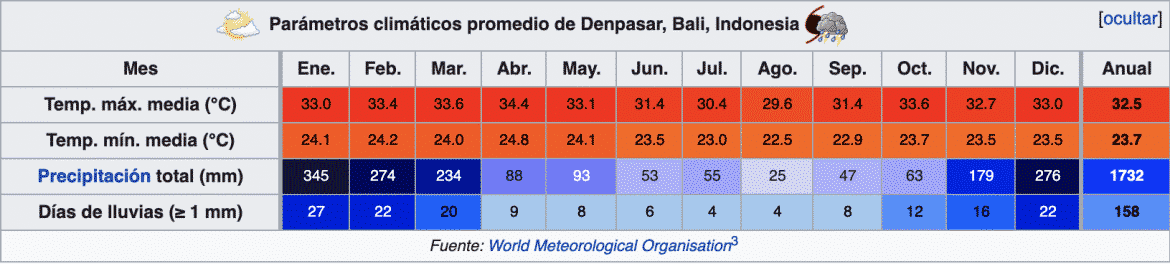 Parámetros climáticos promedio de Denpasar, Bali, Indonesia [ocultar]
Mes Ene. Feb. Mar. Abr. May. Jun. Jul. Ago. Sep. Oct. Nov. Dic. Anual
Temp. máx. media (°C) 33.0 33.4 33.6 34.4 33.1 31.4 30.4 29.6 31.4 33.6 32.7 33.0 32.5
Temp. mín. media (°C) 24.1 24.2 24.0 24.8 24.1 23.5 23.0 22.5 22.9 23.7 23.5 23.5 23.7
Precipitación total (mm) 345 274 234 88 93 53 55 25 47 63 179 276 1732
Días de lluvias (≥ 1 mm) 27 22 20 9 8 6 4 4 8 12 16 22 158
Fuente: World Meteorological Organisation3